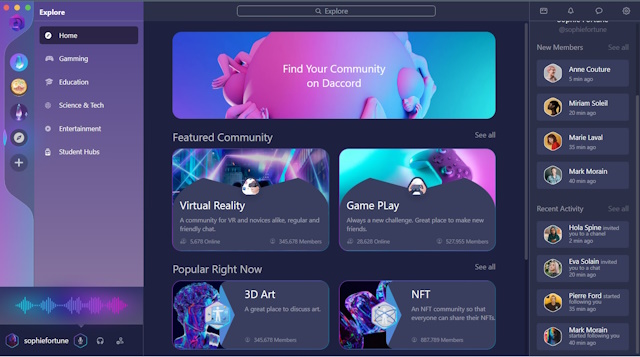 Explore
Home
Gamming
Education
Science & Tech
Entertainment
Student Hubs
sophiefortune
Explore
Find Your Community
on Daccord
Featured Community
See all
Virtual Reality
A community for VR and novices alike, regular and
friendly chat.
5,678 Online
345,678 Members
Game PLay
Always a new challenge. Great place to make new
friends.
28,628 Online
527,955 Members
Popular Right Now
See all
3D Art
A great place to discuss art.
345,678 Members
NFT
An NFT community so that
everyone can share their NFTs.
887,789 Members
Sophie Fortune
@sophiefortune
New Members
Anne Couture
5 min ago
Miriam Soleil
20 min ago
Marie Laval
35 min ago
Mark Morain
40 min ago
Recent Activity
Hola Spine invited
you to a chanel
2 min ago
Eva Solain invited
you to a chat
20 min ago
Pierre Ford started
following you
35 min ago
Mark Morain
started following you
40 min ago